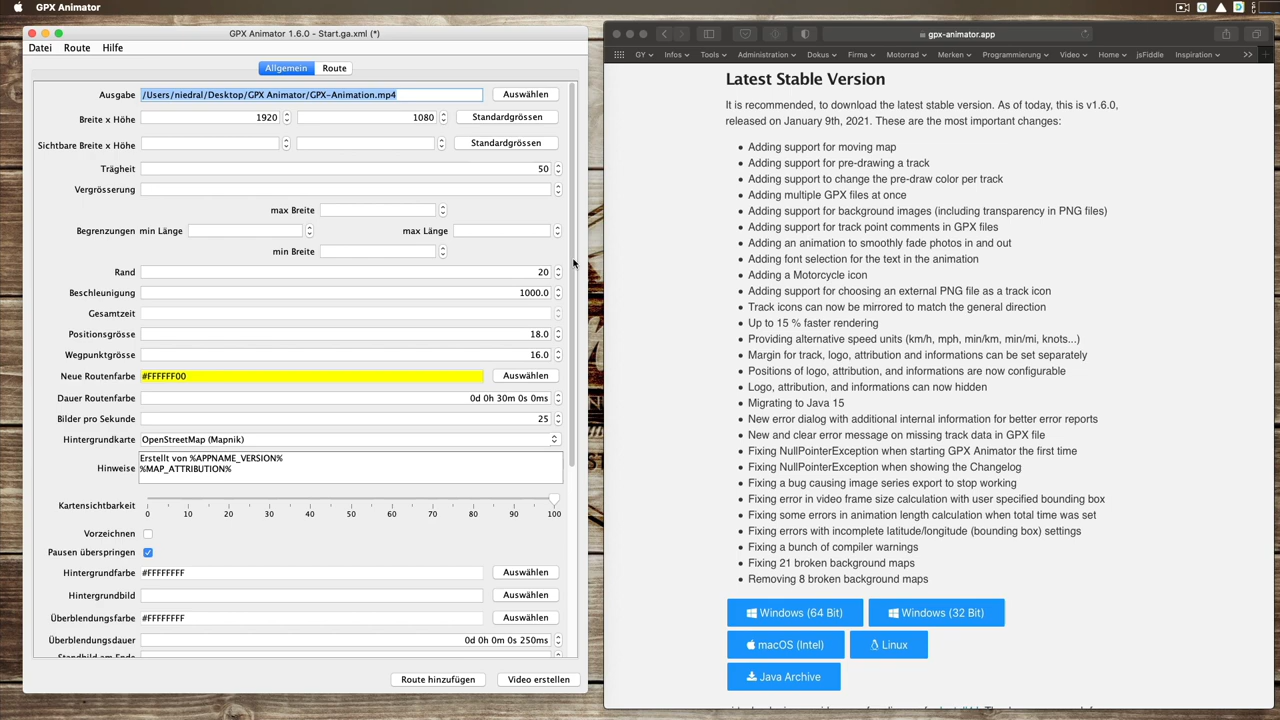 GPX Animator
GPX Animator 1.6.0 - Start.ga.xml (*)
Datei Route Hilfe
Allgemein Route
Ausgabe /Users/niedral/Desktop/GPX Animator/GPX-Animation.mp4 Auswählen
Breite x Höhe 1920 1080 Standardgrössen
Sichtbare Breite x Höhe Standardgrössen
Trägheit 50
Vergrösserung
max Breite
Begrenzungen min Länge max Länge
min Breite
Rand 20
Beschleunigung 1000.0
Gesamtzeit
Positionsgrösse 18.0
Wegpunktgrösse 16.0
Neue Routenfarbe #FFFFFF00 Auswählen
Dauer Routenfarbe 0d 0h 30m 0s 0ms
Bilder pro Sekunde 25
Hintergrundkarte OpenStreetMap (Mapnik)
Hinweise Erstellt von %APPNAME_VERSION%
%MAP_ATTRIBUTION%
Kartensichtbarkeit
0 10 20 30 40 50 60 70 80 90 100
Vorzeichnen
Pausen überspringen
Hintergrundfarbe #FFFFFFFF Auswählen
Hintergrundbild Auswählen
Überblendungsfarbe #FFFFFFFF Auswählen
Überblendungsdauer 0d 0h 0m 0s 250ms
Route hinzufügen Video erstellen
gpx-animator.app
GY Infos Tools Administration Dokus Firma Motorrad Merken Programmierung Video Home jsFiddle Inspiration
Latest Stable Version
It is recommended, to download the latest stable version. As of today, this is v1.6.0,
released on January 9th, 2021. These are the most important changes:
• Adding support for moving map
• Adding support for pre-drawing a track
• Adding support to change the pre-draw color per track
• Adding multiple GPX files at once
• Adding support for background images (including transparency in PNG files)
• Adding support for track point comments in GPX files
• Adding an animation to smoothly fade photos in and out
• Adding font selection for the text in the animation
• Adding a Motorcycle icon
• Adding support for choosing an external PNG file as a track icon
• Track icons can now be mirrored to match the general direction
• Up to 15 % faster rendering
• Providing alternative speed units (km/h, mph, min/km, min/mi, knots...)
• Margin for track, logo, attribution and informations can be set separately
• Positions of logo, attribution, and informations are now configurable
• Logo, attribution, and informations can now hidden
• Migrating to Java 15
• New error dialog with additional internal information for better error reports
• New and clear error message on missing track data in GPX file
• Fixing NullPointerException when starting GPX Animator the first time
• Fixing NullPointerException when showing the Changelog
• Fixing a bug causing image series export to stop working
• Fixing error in video frame size calculation with user specified bounding box
• Fixing some errors in animation length calculation when total time was set
• Fixing errors with incomplete latitude/longitude (bounding box) settings
• Fixing a bunch of compiler warnings
• Fixing 21 broken background maps
• Removing 8 broken background maps
Windows (64 Bit) Windows (32 Bit)
macOS (Intel) Linux
Java Archive